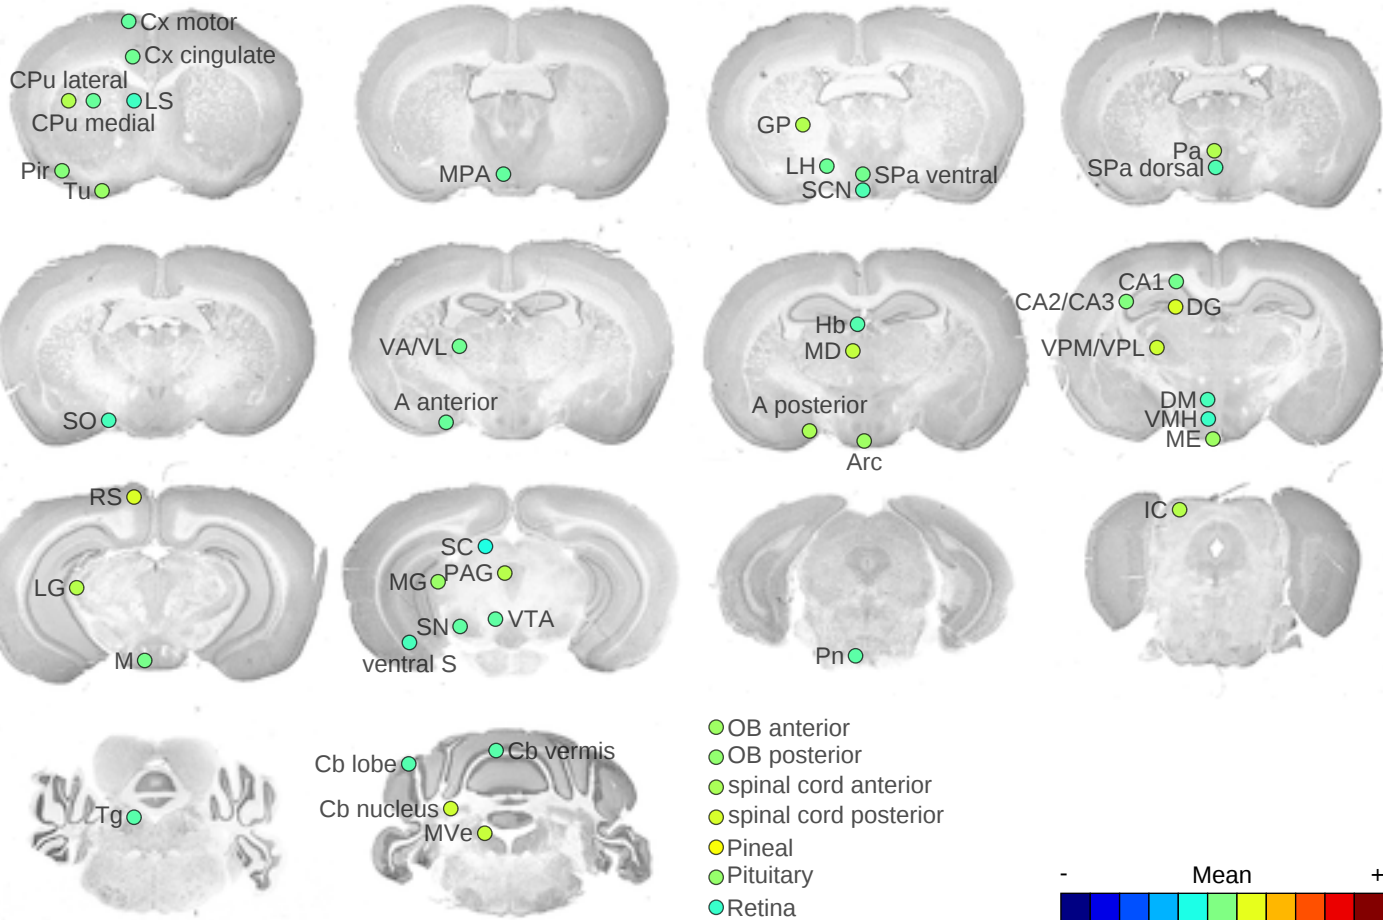 Cx motor
Cx cingulate
CPu lateral
LS
CPu medial
Pir
Tu
MPA
GP
LH
SPa ventral
SCN
Pa
SPa dorsal
SO
VA/VL
A anterior
Hb
MD
A posterior
Arc
CA1
CA2/CA3
DG
VPM/VPL
DM
VMH
ME
RS
LG
M
SC
PAG
MG
VTA
SN
ventral S
Pn
IC
Tg
Cb lobe
Cb vermis
Cb nucleus
MVe
OB anterior
OB posterior
spinal cord anterior
spinal cord posterior
Pineal
Pituitary
Retina
- Mean +